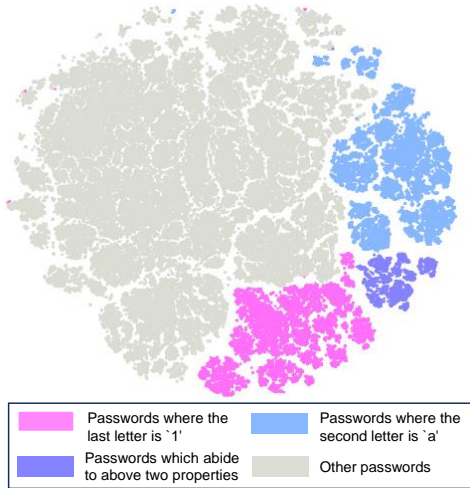 Passwords where the
last letter is `1'
Passwords where the
second letter is `a'
Passwords which abide
to above two properties
Other passwords